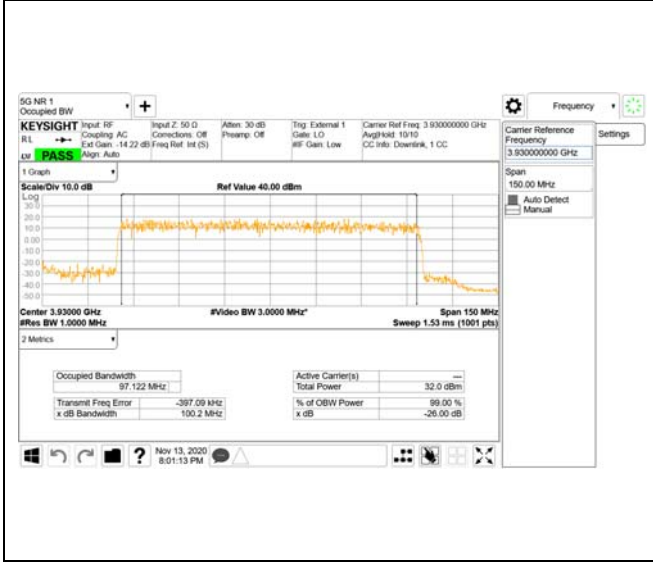 5G NR 1
Occupied BW
Frequency
KEYSIGHT Input: RF Input Z: 50 Ω Atten: 30 dB Trig: External 1 Carrier Ref Freq: 3.930000000 GHz
R L Coupling: AC Corrections: Off Preamp: Off Gate: LO Avg|Hold: 10/10
Ext Gain: -14.22 dB Freq Ref: Int (S) #IF Gain: Low CC Info: Downlink, 1 CC
PASS Align: Auto
Carrier Reference
Frequency
3.930000000 GHz
Settings
Span
150.00 MHz
Auto Detect
Manual
1 Graph
Scale/Div 10.0 dB Ref Value 40.00 dBm
Log
30.0
20.0
10.0
0.00
-10.0
-20.0
-30.0
-40.0
-50.0
Center 3.93000 GHz #Video BW 3.0000 MHz* Span 150 MHz
#Res BW 1.0000 MHz Sweep 1.53 ms (1001 pts)
2 Metrics
Occupied Bandwidth Active Carrier(s) ---
97.122 MHz Total Power 32.0 dBm
Transmit Freq Error -397.09 kHz % of OBW Power 99.00 %
x dB Bandwidth 100.2 MHz x dB -26.00 dB
? Nov 13, 2020
8:01:13 PM